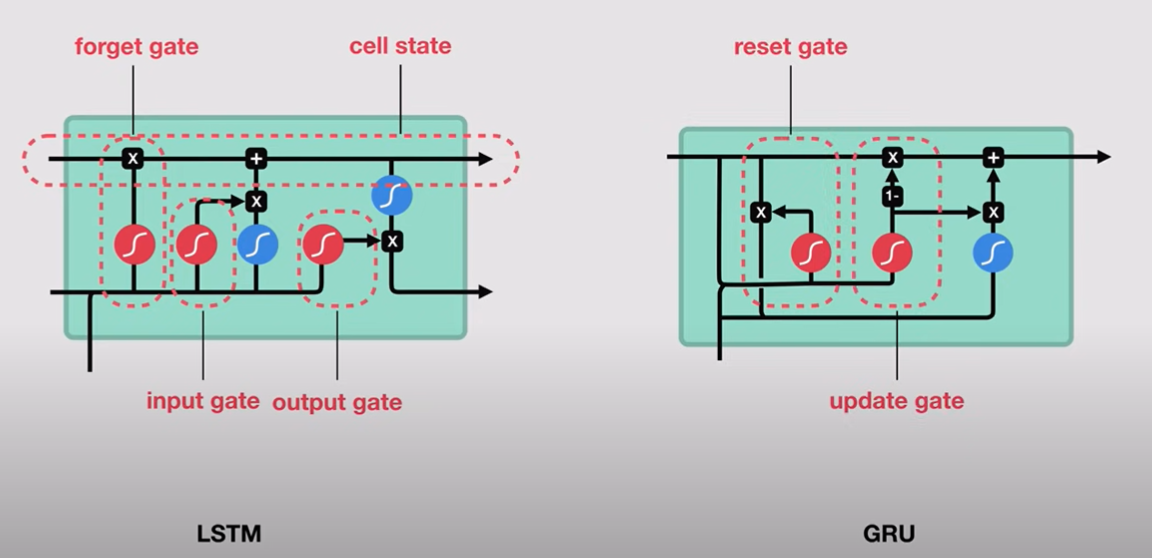 forget gate
cell state
reset gate
x
+
x
+
x
1-
x
x
x
input gate
output gate
update gate
LSTM
GRU